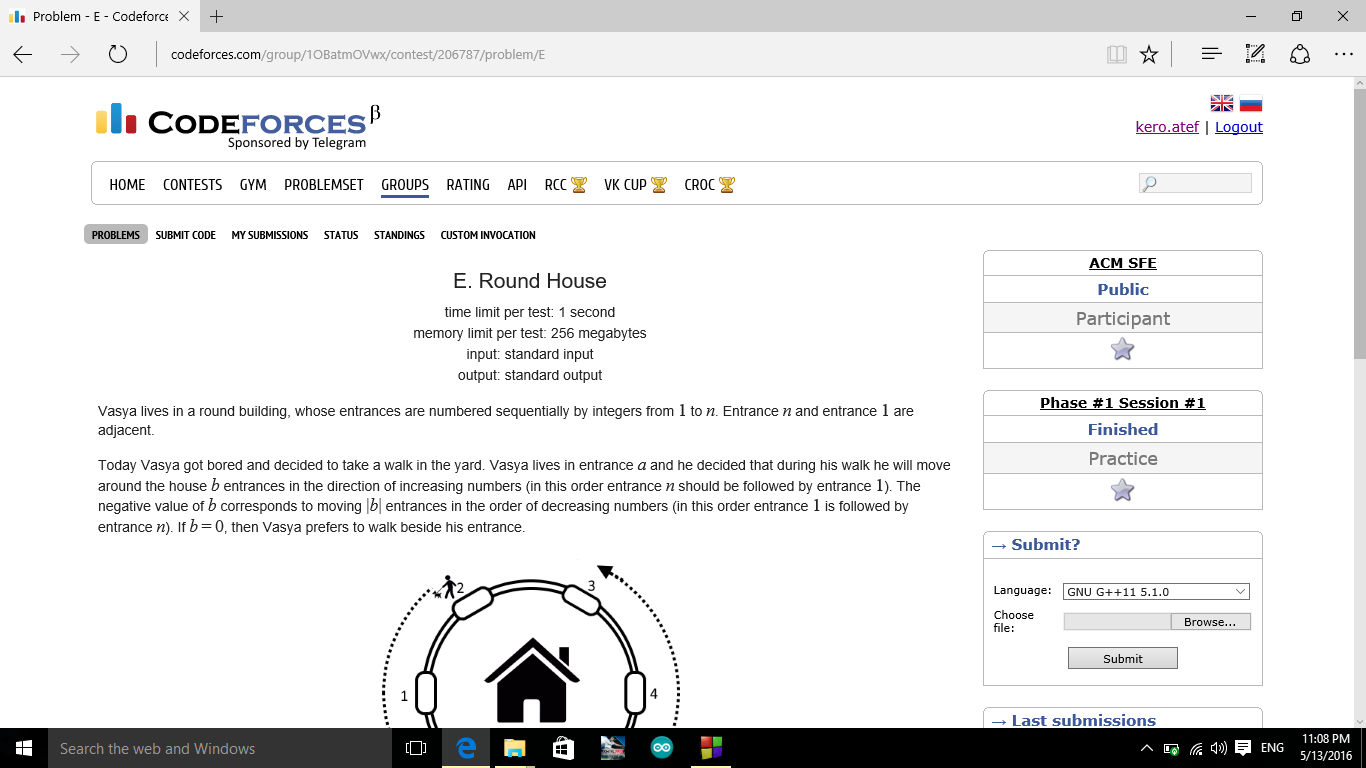 Problem - E - Codeforce
codeforces.com/group/1OBatmOVwx/contest/206787/problem/E
CODEFORCES β
Sponsored by Telegram
kero.atef | Logout
HOME CONTESTS GYM PROBLEMSET GROUPS RATING API RCC VK CUP CROC
PROBLEMS SUBMIT CODE MY SUBMISSIONS STATUS STANDINGS CUSTOM INVOCATION
E. Round House
time limit per test: 1 second
memory limit per test: 256 megabytes
input: standard input
output: standard output
Vasya lives in a round building, whose entrances are numbered sequentially by integers from 1 to n. Entrance n and entrance 1 are
adjacent.
Today Vasya got bored and decided to take a walk in the yard. Vasya lives in entrance a and he decided that during his walk he will move
around the house b entrances in the direction of increasing numbers (in this order entrance n should be followed by entrance 1). The
negative value of b corresponds to moving |b| entrances in the order of decreasing numbers (in this order entrance 1 is followed by
entrance n). If b = 0, then Vasya prefers to walk beside his entrance.
2
3
1
4
ACM SFE
Public
Participant
Phase #1 Session #1
Finished
Practice
→ Submit?
Language: GNU G++11 5.1.0
Choose
file: Browse...
Submit
→ Last submissions
Search the web and Windows
ENG
11:08 PM
5/13/2016